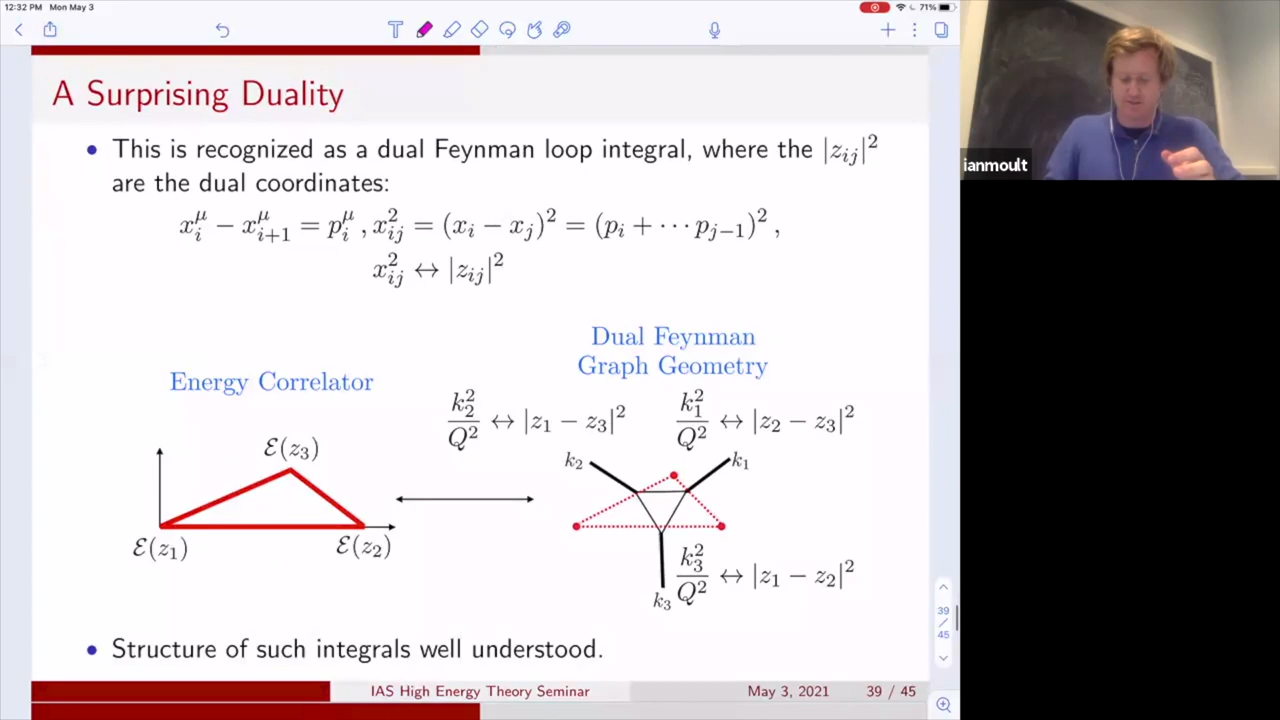 12:32 PM Mon May 3
71%
A Surprising Duality
• This is recognized as a dual Feynman loop integral, where the |z_{ij}|^2
are the dual coordinates:
x_i^μ − x_{i+1}^μ = p_i^μ , x_{ij}^2 = (x_i − x_j)^2 = (p_i + ⋯ p_{j−1})^2 ,
x_{ij}^2 ↔ |z_{ij}|^2
Dual Feynman
Graph Geometry
Energy Correlator
k_2^2/Q^2 ↔ |z_1 − z_3|^2
k_1^2/Q^2 ↔ |z_2 − z_3|^2
ℰ(z_3)
k_2
k_1
ℰ(z_1)
ℰ(z_2)
k_3^2/Q^2 ↔ |z_1 − z_2|^2
k_3
• Structure of such integrals well understood.
IAS High Energy Theory Seminar
May 3, 2021
39 / 45
39
/
45
ianmoult